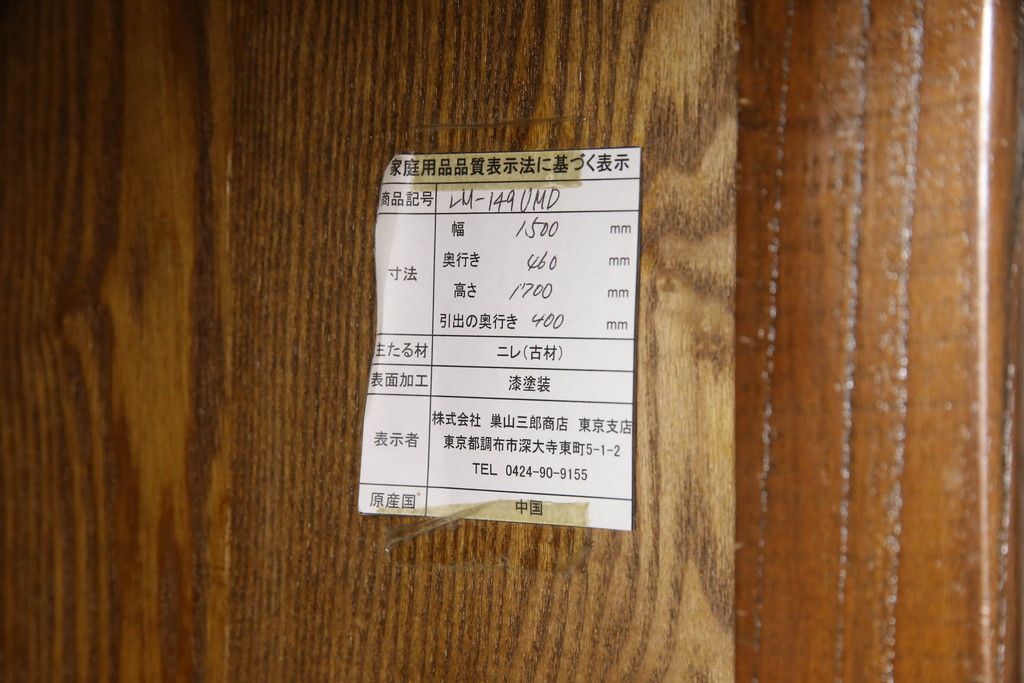 家庭用品品質表示法に基づく表示
商品記号 LM-149UMD
寸法
幅 1500 mm
奥行き 460 mm
高さ 1700 mm
引出の奥行き 400 mm
主たる材 ニレ(古材)
表面加工 漆塗装
表示者
株式会社 巣山三郎商店 東京支店
東京都調布市深大寺東町5-1-2
TEL 0424-90-9155
原産国 中国